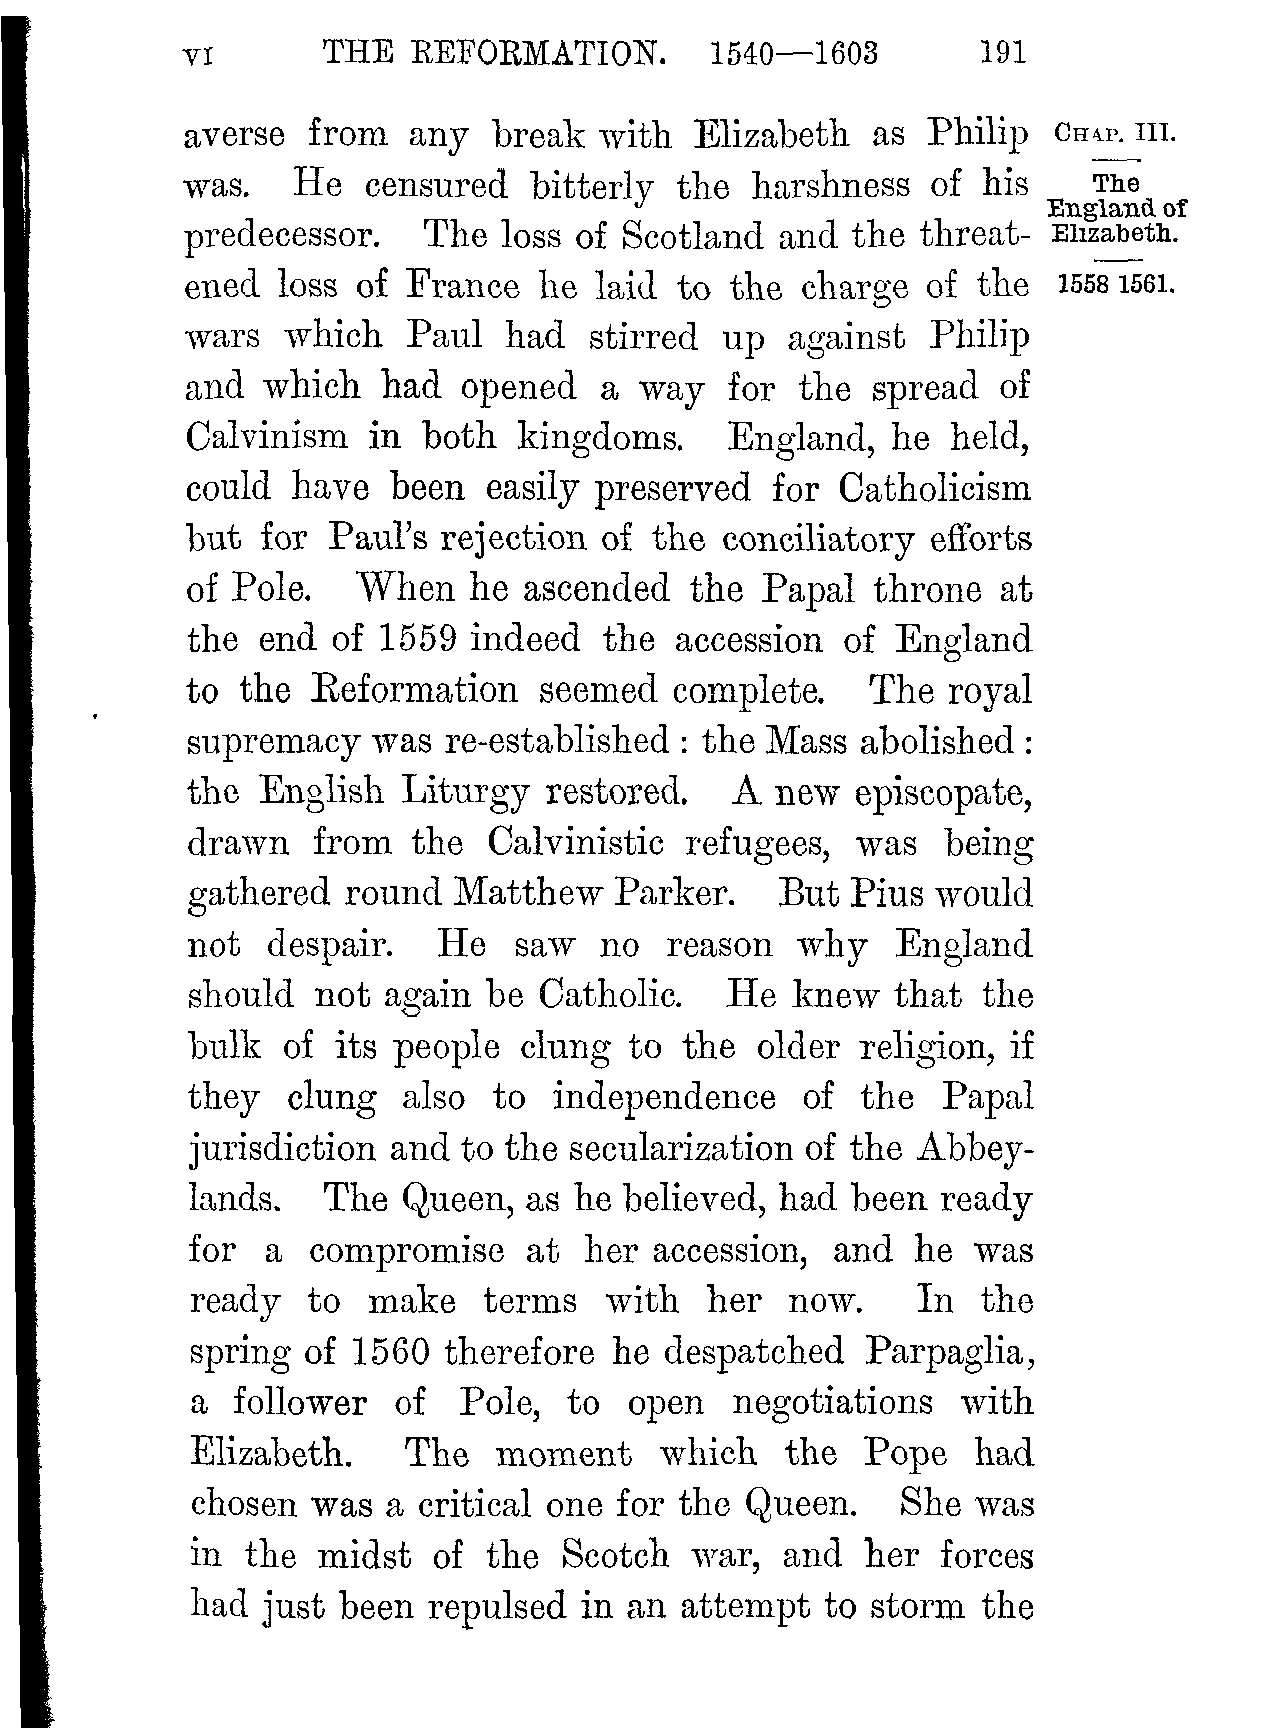 VI THE REFORMATION. 1540—1603 191
averse from any break with Elizabeth as Philip
was. He censured bitterly the harshness of his
predecessor. The loss of Scotland and the threat-
ened loss of France he laid to the charge of the
wars which Paul had stirred up against Philip
and which had opened a way for the spread of
Calvinism in both kingdoms. England, he held,
could have been easily preserved for Catholicism
but for Paul's rejection of the conciliatory efforts
of Pole. When he ascended the Papal throne at
the end of 1559 indeed the accession of England
to the Reformation seemed complete. The royal
supremacy was re-established : the Mass abolished :
the English Liturgy restored. A new episcopate,
drawn from the Calvinistic refugees, was being
gathered round Matthew Parker. But Pius would
not despair. He saw no reason why England
should not again be Catholic. He knew that the
bulk of its people clung to the older religion, if
they clung also to independence of the Papal
jurisdiction and to the secularization of the Abbey-
lands. The Queen, as he believed, had been ready
for a compromise at her accession, and he was
ready to make terms with her now. In the
spring of 1560 therefore he despatched Parpaglia,
a follower of Pole, to open negotiations with
Elizabeth. The moment which the Pope had
chosen was a critical one for the Queen. She was
in the midst of the Scotch war, and her forces
had just been repulsed in an attempt to storm the
CHAP. III.
The
England of
Elizabeth.
1558 1561.